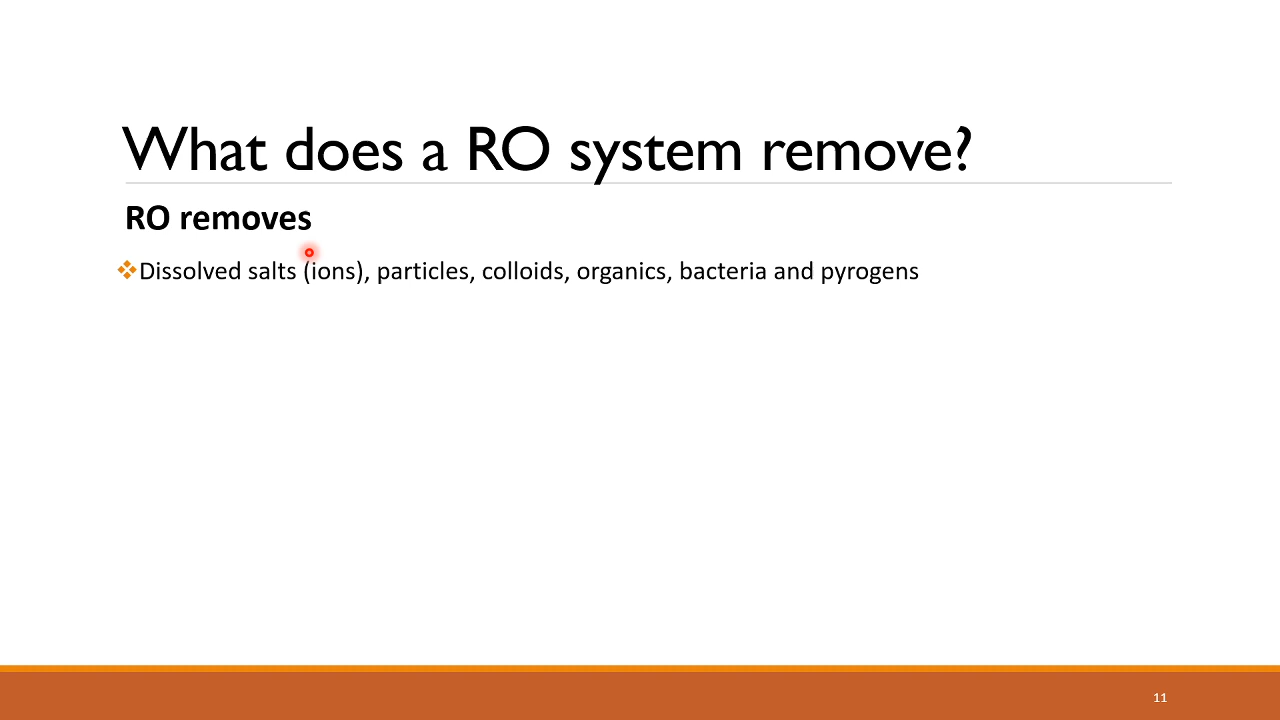 What does a RO system remove?
RO removes
❖Dissolved salts (ions), particles, colloids, organics, bacteria and pyrogens
11